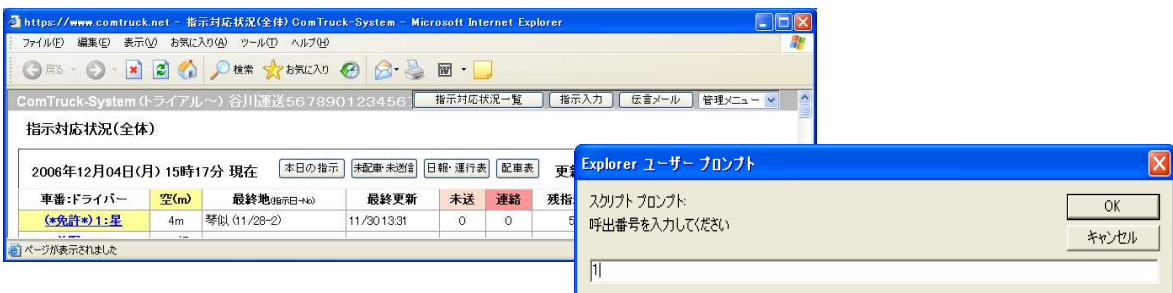 https://www.comtruck.net - 指示対応状況(全体) ComTruck-System - Microsoft Internet Explorer
ファイル(F) 編集(E) 表示(V) お気に入り(A) ツール(T) ヘルプ(H)
戻る 検索 お気に入り
ComTruck-System(トライアル～) 谷川運送567890123456 指示対応状況一覧 指示入力 伝言メール 管理メニュー
指示対応状況(全体)
2006年12月04日(月) 15時17分 現在 本日の指示 未配車・未送信 日報・運行表 配車表 更
車番:ドライバー 空(m) 最終地(指示日-No) 最終更新 未送 連絡 残指
(*免許*)1:星 4m 琴似 (11/28-2) 11/30 13:31 0 0 5
ページが表示されました
Explorer ユーザー プロンプト
スクリプト プロンプト:
呼出番号を入力してください
OK
キャンセル
1